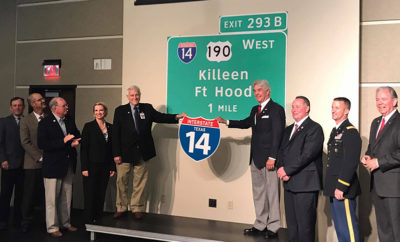 EXIT 293 B
14 190 WEST
Killeen
Ft Hood
1 MILE
INTERSTATE
TEXAS
14